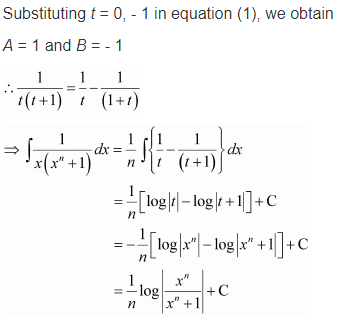 Substituting t = 0, - 1 in equation (1), we obtain
A = 1 and B = - 1
∴ 1/(t(t+1)) = 1/t − 1/(1+t)
⇒ ∫ 1/(x(xⁿ+1)) dx = 1/n ∫ {1/t − 1/(t+1)} dx
= 1/n [log|t| − log|t+1|] + C
= −1/n [log|xⁿ| − log|xⁿ+1|] + C
= 1/n log|xⁿ/(xⁿ+1)| + C